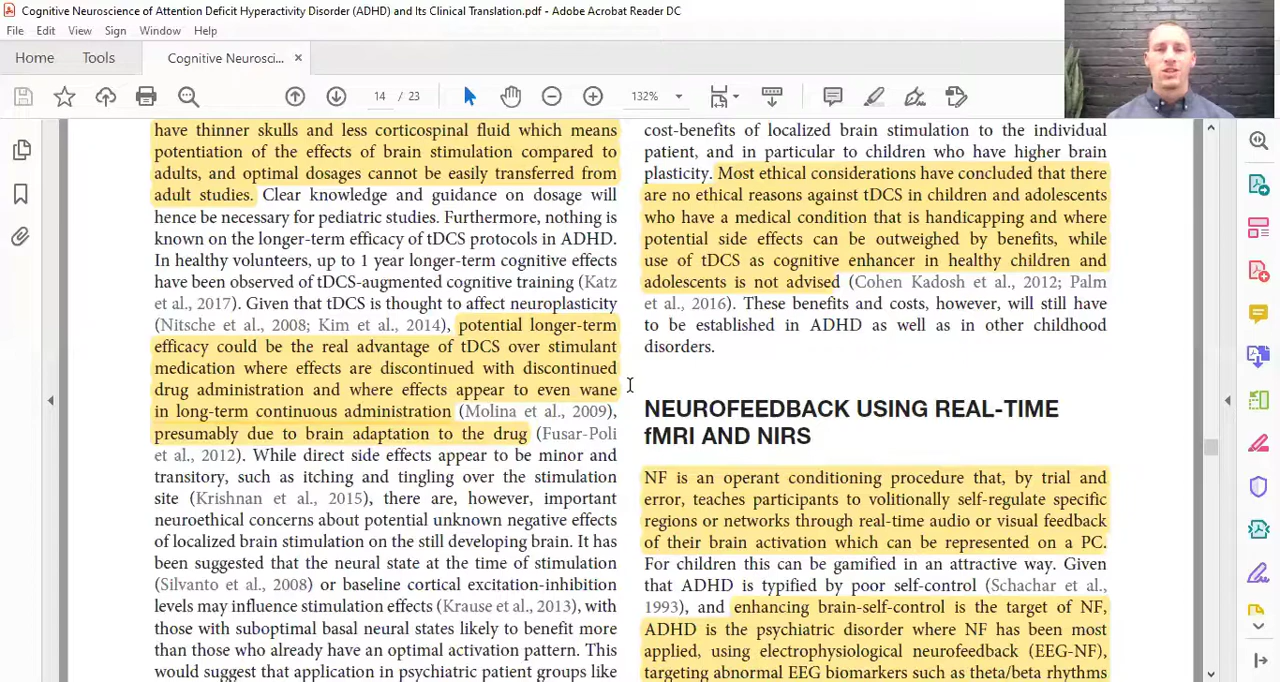 Cognitive Neuroscience of Attention Deficit Hyperactivity Disorder (ADHD) and Its Clinical Translation.pdf - Adobe Acrobat Reader DC
File Edit View Sign Window Help
Home Tools Cognitive Neurosci... ×
14 / 23 132%
have thinner skulls and less corticospinal fluid which means
potentiation of the effects of brain stimulation compared to
adults, and optimal dosages cannot be easily transferred from
adult studies. Clear knowledge and guidance on dosage will
hence be necessary for pediatric studies. Furthermore, nothing is
known on the longer-term efficacy of tDCS protocols in ADHD.
In healthy volunteers, up to 1 year longer-term cognitive effects
have been observed of tDCS-augmented cognitive training (Katz
et al., 2017). Given that tDCS is thought to affect neuroplasticity
(Nitsche et al., 2008; Kim et al., 2014), potential longer-term
efficacy could be the real advantage of tDCS over stimulant
medication where effects are discontinued with discontinued
drug administration and where effects appear to even wane
in long-term continuous administration (Molina et al., 2009),
presumably due to brain adaptation to the drug (Fusar-Poli
et al., 2012). While direct side effects appear to be minor and
transitory, such as itching and tingling over the stimulation
site (Krishnan et al., 2015), there are, however, important
neuroethical concerns about potential unknown negative effects
of localized brain stimulation on the still developing brain. It has
been suggested that the neural state at the time of stimulation
(Silvanto et al., 2008) or baseline cortical excitation-inhibition
levels may influence stimulation effects (Krause et al., 2013), with
those with suboptimal basal neural states likely to benefit more
than those who already have an optimal activation pattern. This
would suggest that application in psychiatric patient groups like
cost-benefits of localized brain stimulation to the individual
patient, and in particular to children who have higher brain
plasticity. Most ethical considerations have concluded that there
are no ethical reasons against tDCS in children and adolescents
who have a medical condition that is handicapping and where
potential side effects can be outweighed by benefits, while
use of tDCS as cognitive enhancer in healthy children and
adolescents is not advised (Cohen Kadosh et al., 2012; Palm
et al., 2016). These benefits and costs, however, will still have
to be established in ADHD as well as in other childhood
disorders.
NEUROFEEDBACK USING REAL-TIME
fMRI AND NIRS
NF is an operant conditioning procedure that, by trial and
error, teaches participants to volitionally self-regulate specific
regions or networks through real-time audio or visual feedback
of their brain activation which can be represented on a PC.
For children this can be gamified in an attractive way. Given
that ADHD is typified by poor self-control (Schachar et al.,
1993), and enhancing brain-self-control is the target of NF,
ADHD is the psychiatric disorder where NF has been most
applied, using electrophysiological neurofeedback (EEG-NF),
targeting abnormal EEG biomarkers such as theta/beta rhythms